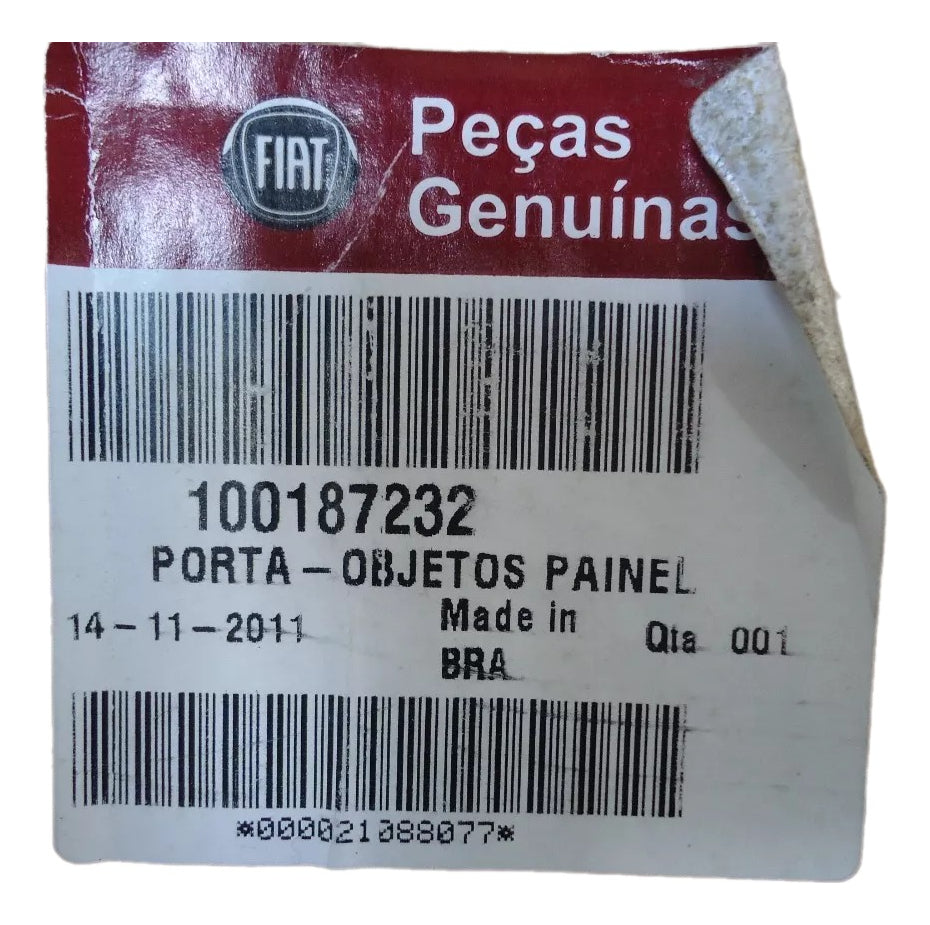 FIAT
Peças
Genuínas
100187232
PORTA-OBJETOS PAINEL
14-11-2011
Made in
BRA
Qta 001
*000021088077*